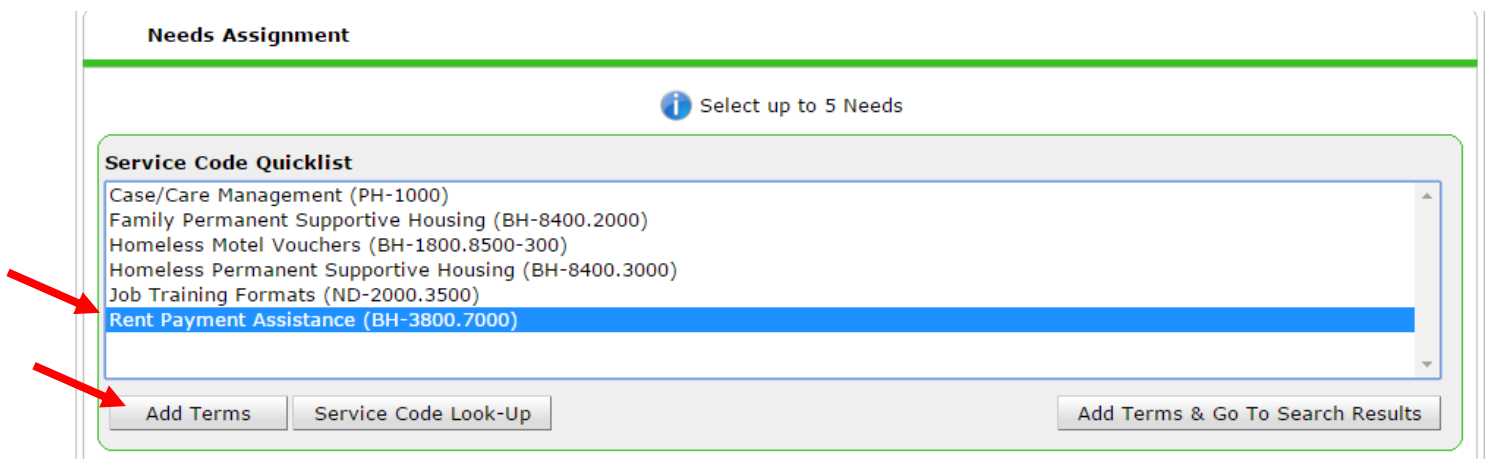 Needs Assignment
Select up to 5 Needs
Service Code Quicklist
Case/Care Management (PH-1000)
Family Permanent Supportive Housing (BH-8400.2000)
Homeless Motel Vouchers (BH-1800.8500-300)
Homeless Permanent Supportive Housing (BH-8400.3000)
Job Training Formats (ND-2000.3500)
Rent Payment Assistance (BH-3800.7000)
Add Terms Service Code Look-Up Add Terms & Go To Search Results